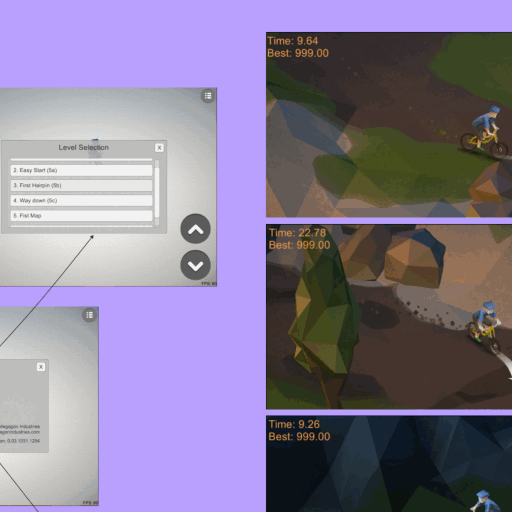 Level Selection
X
2. Easy Start (5a)
3. First Hairpin (5b)
4. Way down (5c)
5. Fist Map
FPS 60
X
Industries
FPS 60
Time: 9.64
Best: 999.00
Time: 22.78
Best: 999.00
Time: 9.26
Best: 999.00